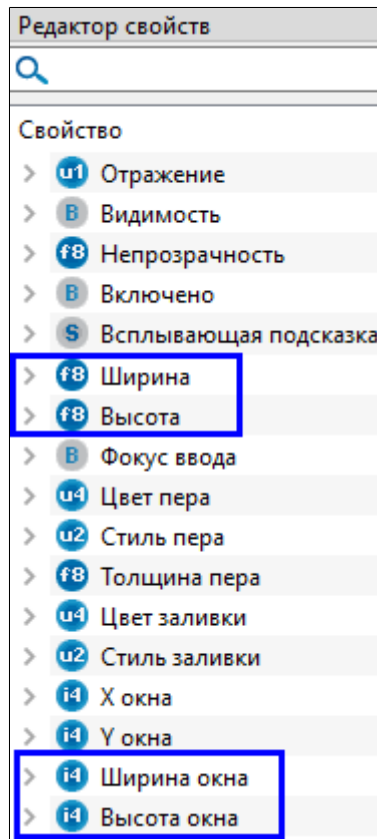 Редактор свойств
Свойство
u1 Отражение
B Видимость
f8 Непрозрачность
B Включено
S Всплывающая подсказка
f8 Ширина
f8 Высота
B Фокус ввода
u4 Цвет пера
u2 Стиль пера
f8 Толщина пера
u4 Цвет заливки
u2 Стиль заливки
i4 X окна
i4 Y окна
i4 Ширина окна
i4 Высота окна